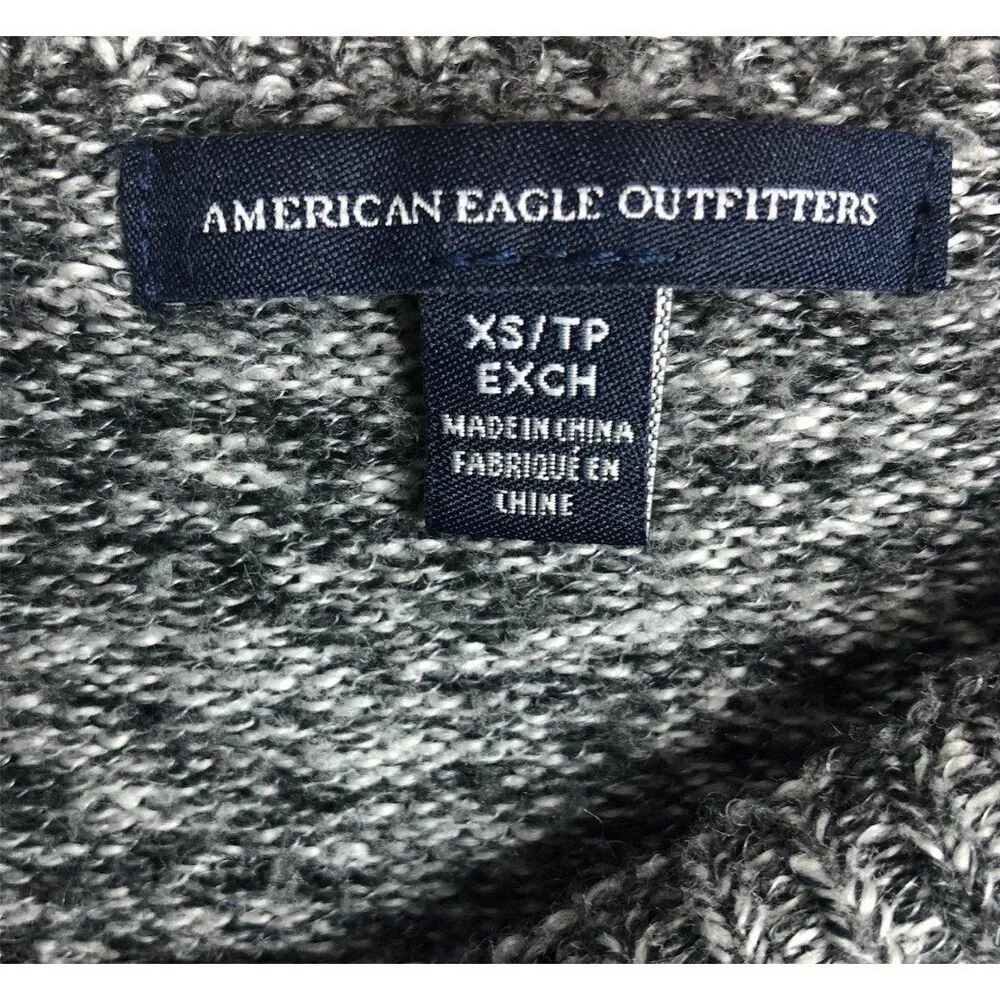 AMERICAN EAGLE OUTFITTERS
XS/TP
EXCH
MADE IN CHINA
FABRIQUÉ EN
CHINE